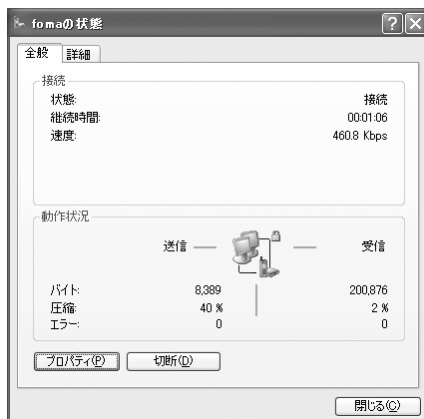 fomaの状態
全般 詳細
接続
状態: 接続
継続時間: 00:01:06
速度: 460.8 Kbps
動作状況
送信 受信
バイト: 8,389 200,876
圧縮: 40 % 2 %
エラー: 0 0
プロパティ(P) 切断(D)
閉じる(C)